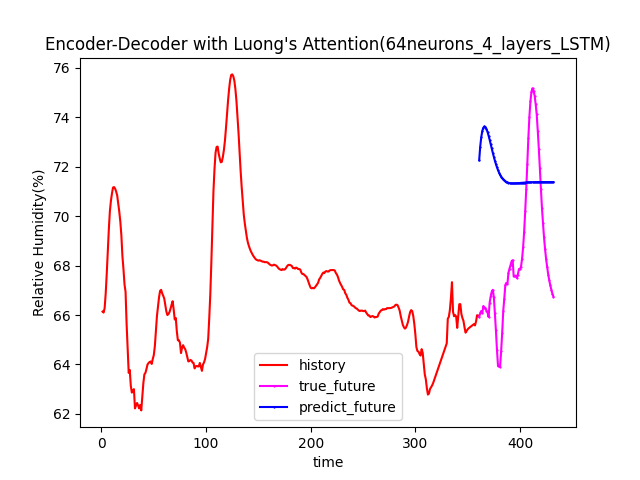 Encoder-Decoder with Luong's Attention(64neurons_4_layers_LSTM)
76
74
72
70
68
66
64
62
Relative Humidity(%)
history
true_future
predict_future
0 100 200 300 400
time